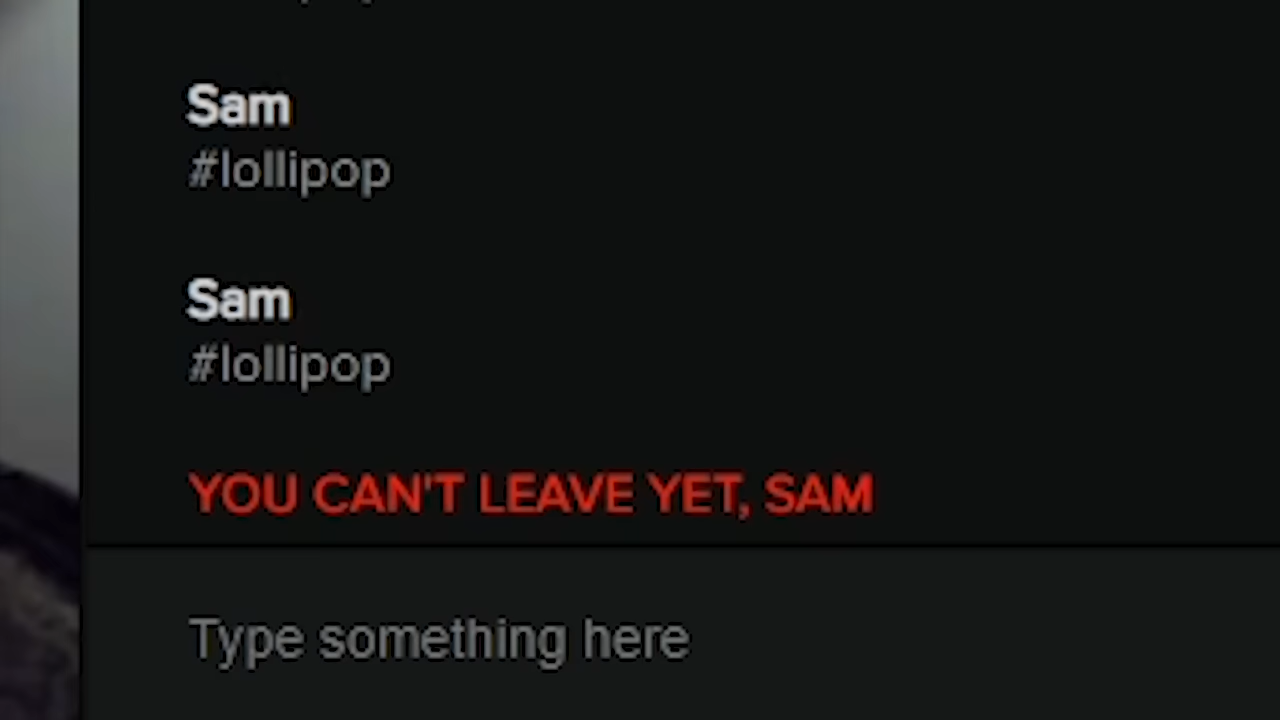 Sam
#lollipop
Sam
#lollipop
YOU CAN'T LEAVE YET, SAM
Type something here